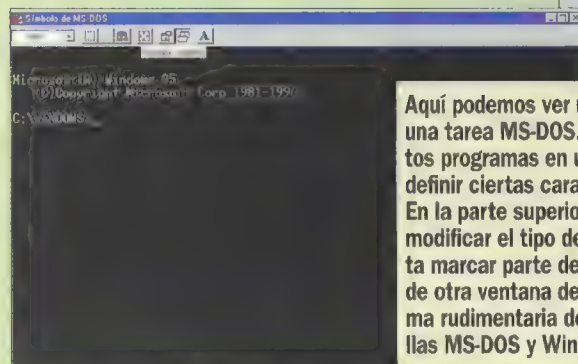 Símbolo de MS-DOS
A
Microsoft(R) Windows 95
(C)Copyright Microsoft Corp 1981-1996
C:\WINDOWS
Aquí podemos ver
una tarea MS-DOS.
tos programas en u
definir ciertas cara
En la parte superio
modificar el tipo de
ta marcar parte de
de otra ventana de
ma rudimentaria de
llas MS-DOS y Win